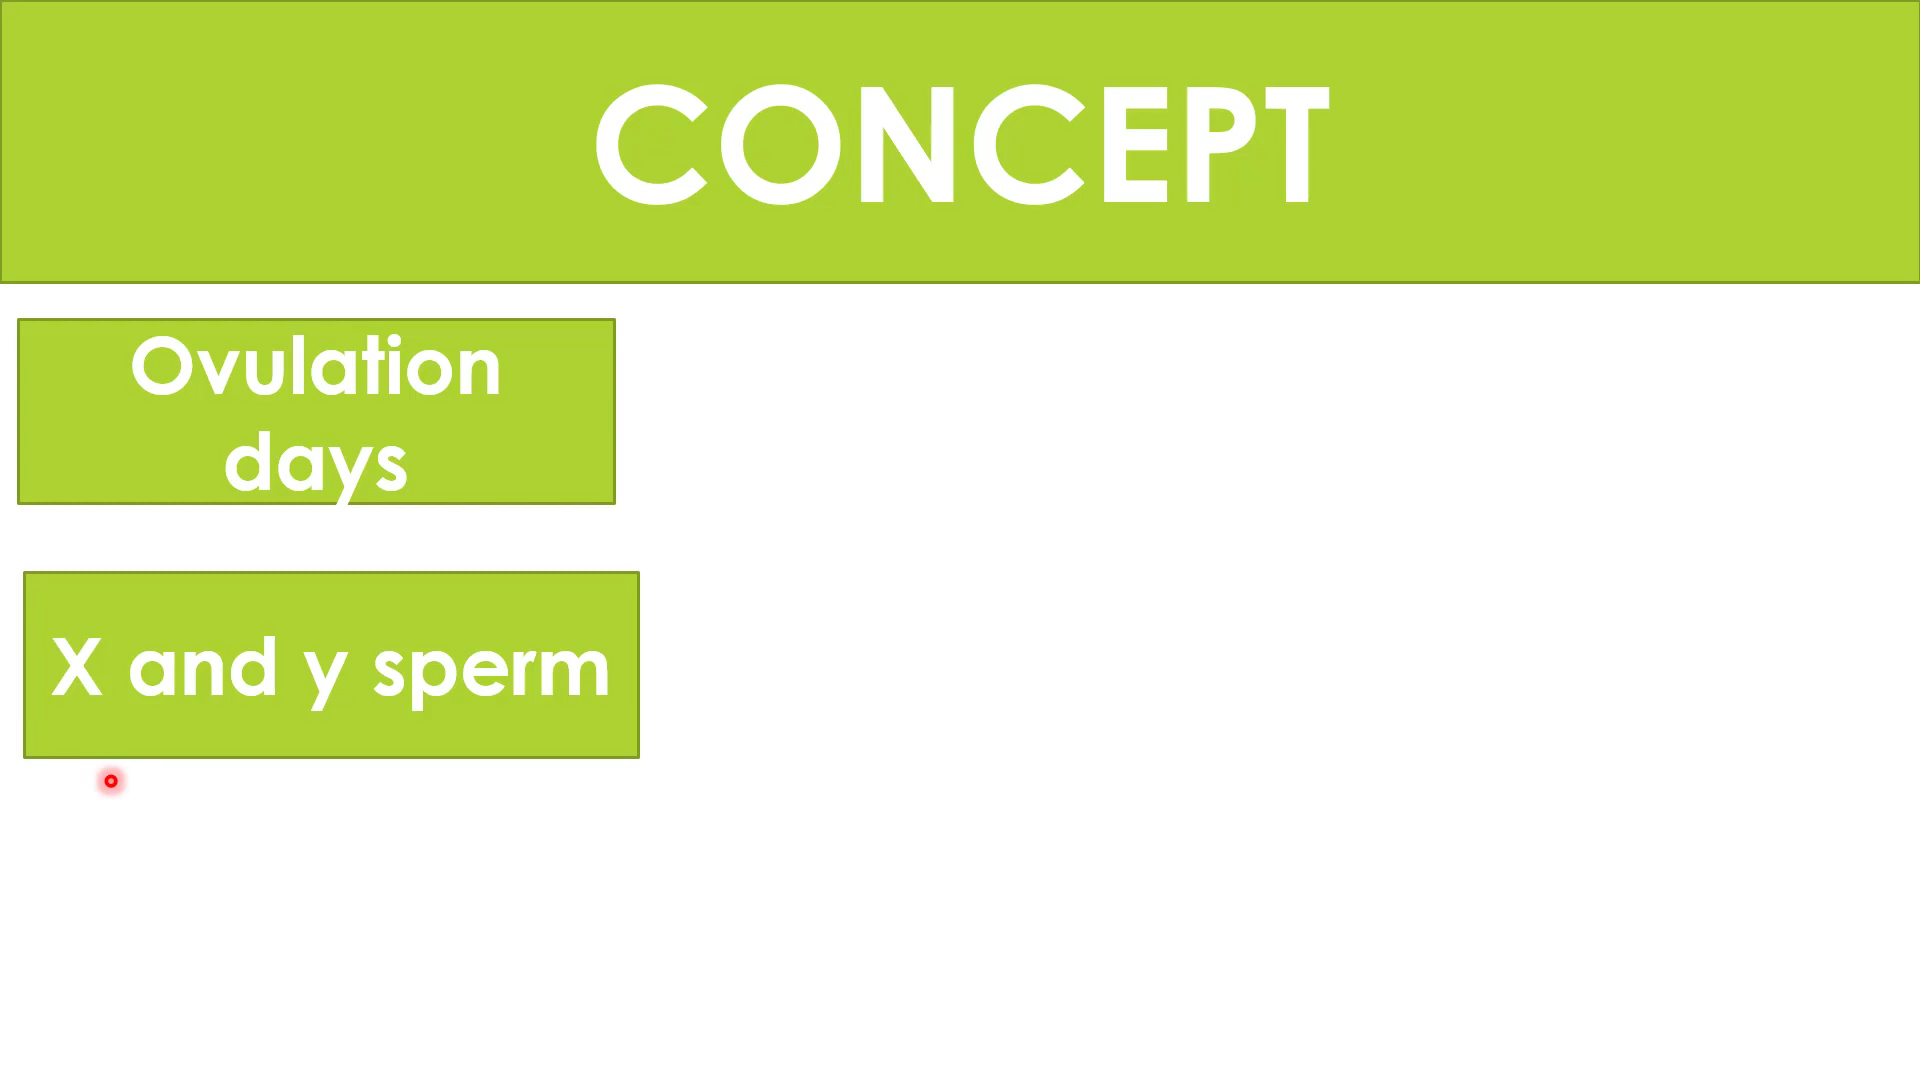 CONCEPT
Ovulation
days
X and y sperm